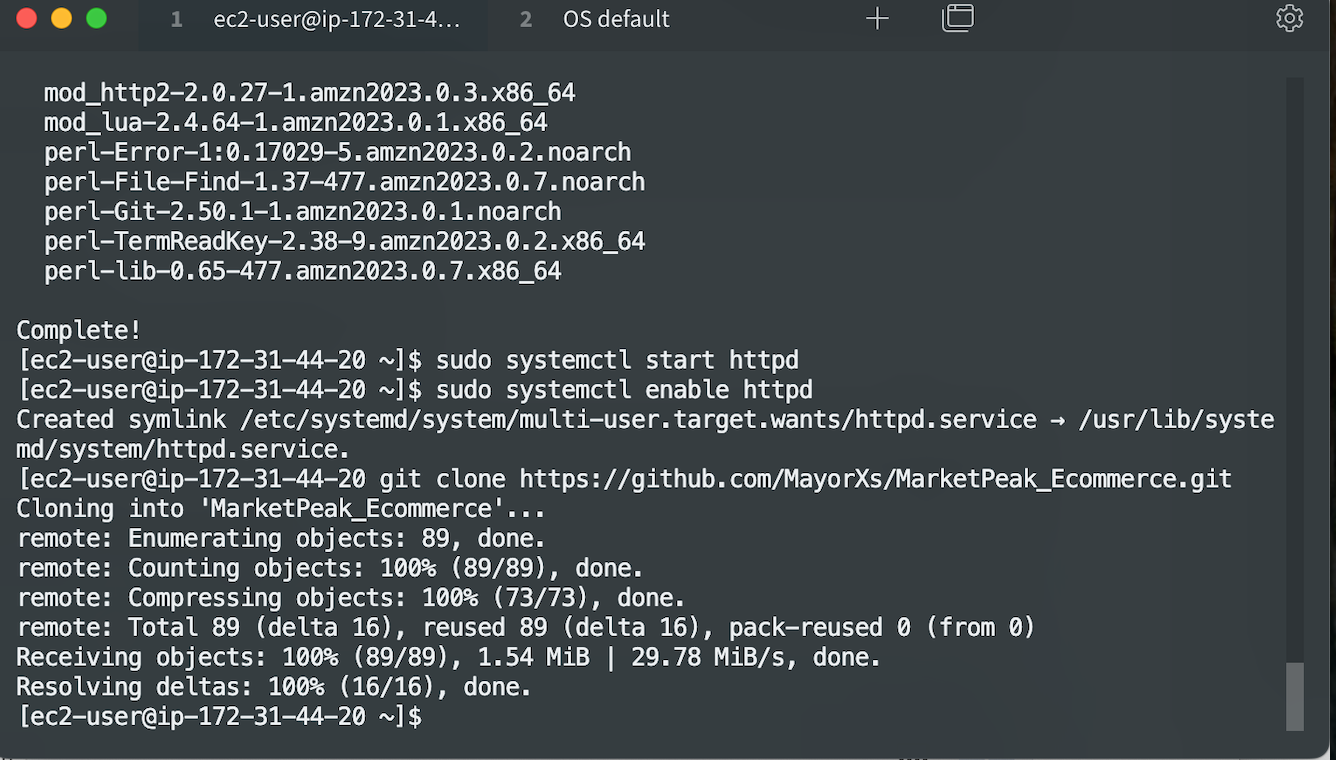 1 ec2-user@ip-172-31-4... 2 OS default
mod_http2-2.0.27-1.amzn2023.0.3.x86_64
mod_lua-2.4.64-1.amzn2023.0.1.x86_64
perl-Error-1:0.17029-5.amzn2023.0.2.noarch
perl-File-Find-1.37-477.amzn2023.0.7.noarch
perl-Git-2.50.1-1.amzn2023.0.1.noarch
perl-TermReadKey-2.38-9.amzn2023.0.2.x86_64
perl-lib-0.65-477.amzn2023.0.7.x86_64
Complete!
[ec2-user@ip-172-31-44-20 ~]$ sudo systemctl start httpd
[ec2-user@ip-172-31-44-20 ~]$ sudo systemctl enable httpd
Created symlink /etc/systemd/system/multi-user.target.wants/httpd.service → /usr/lib/syste
md/system/httpd.service.
[ec2-user@ip-172-31-44-20 git clone https://github.com/MayorXs/MarketPeak_Ecommerce.git
Cloning into 'MarketPeak_Ecommerce'...
remote: Enumerating objects: 89, done.
remote: Counting objects: 100% (89/89), done.
remote: Compressing objects: 100% (73/73), done.
remote: Total 89 (delta 16), reused 89 (delta 16), pack-reused 0 (from 0)
Receiving objects: 100% (89/89), 1.54 MiB | 29.78 MiB/s, done.
Resolving deltas: 100% (16/16), done.
[ec2-user@ip-172-31-44-20 ~]$